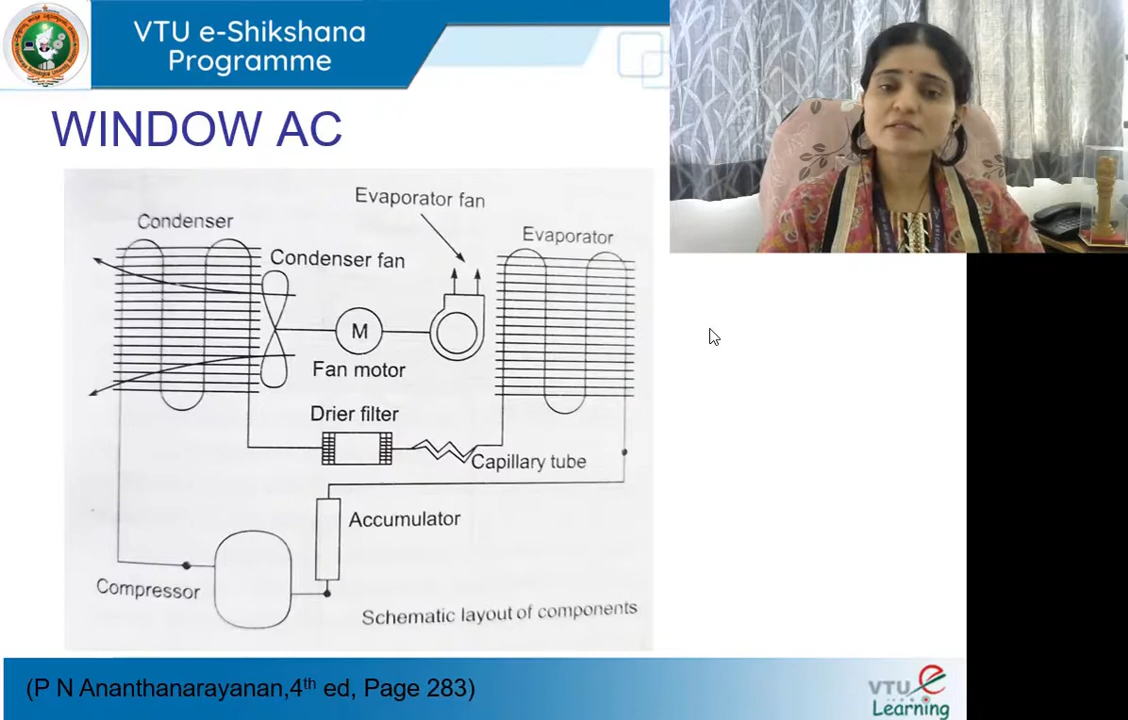 VTU e-Shikshana
Programme
WINDOW AC
Evaporator fan
Condenser
Evaporator
Condenser fan
M
Fan motor
Drier filter
Capillary tube
Accumulator
Compressor
Schematic layout of components
(P N Ananthanarayanan,4th ed, Page 283)
VTU e
Learning